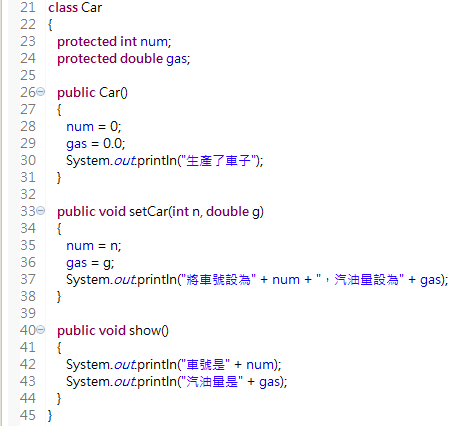 21 class Car
22 {
23 protected int num;
24 protected double gas;
25
26 public Car()
27 {
28 num = 0;
29 gas = 0.0;
30 System.out.println("生產了車子");
31 }
32
33 public void setCar(int n, double g)
34 {
35 num = n;
36 gas = g;
37 System.out.println("將車號設為" + num + "，汽油量設為" + gas);
38 }
39
40 public void show()
41 {
42 System.out.println("車號是" + num);
43 System.out.println("汽油量是" + gas);
44 }
45 }